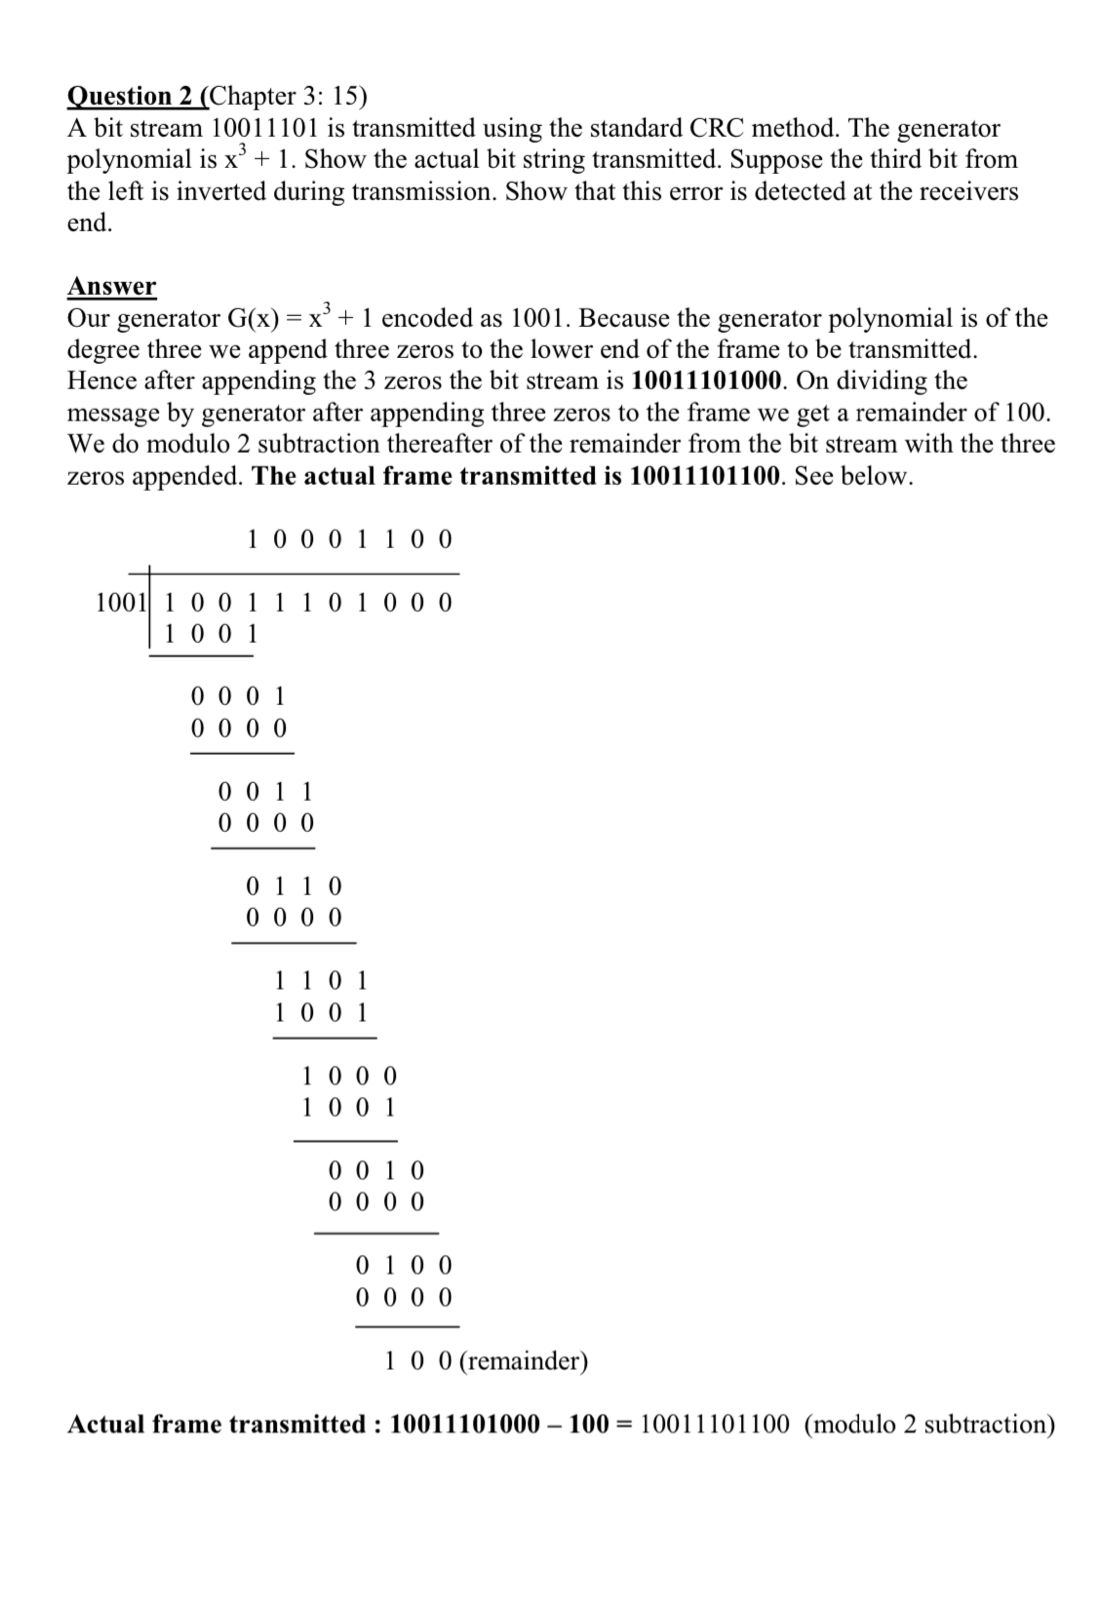 Question 2 (Chapter 3: 15)
A bit stream 10011101 is transmitted using the standard CRC method. The generator
polynomial is x³ + 1. Show the actual bit string transmitted. Suppose the third bit from
the left is inverted during transmission. Show that this error is detected at the receivers
end.
Answer
Our generator G(x) = x³ + 1 encoded as 1001. Because the generator polynomial is of the
degree three we append three zeros to the lower end of the frame to be transmitted.
Hence after appending the 3 zeros the bit stream is 10011101000. On dividing the
message by generator after appending three zeros to the frame we get a remainder of 100.
We do modulo 2 subtraction thereafter of the remainder from the bit stream with the three
zeros appended. The actual frame transmitted is 10011101100. See below.
1 0 0 0 1 1 0 0
1001 1 0 0 1 1 1 0 1 0 0 0
1 0 0 1
0 0 0 1
0 0 0 0
0 0 1 1
0 0 0 0
0 1 1 0
0 0 0 0
1 1 0 1
1 0 0 1
1 0 0 0
1 0 0 1
0 0 1 0
0 0 0 0
0 1 0 0
0 0 0 0
1 0 0 (remainder)
Actual frame transmitted : 10011101000 – 100 = 10011101100 (modulo 2 subtraction)